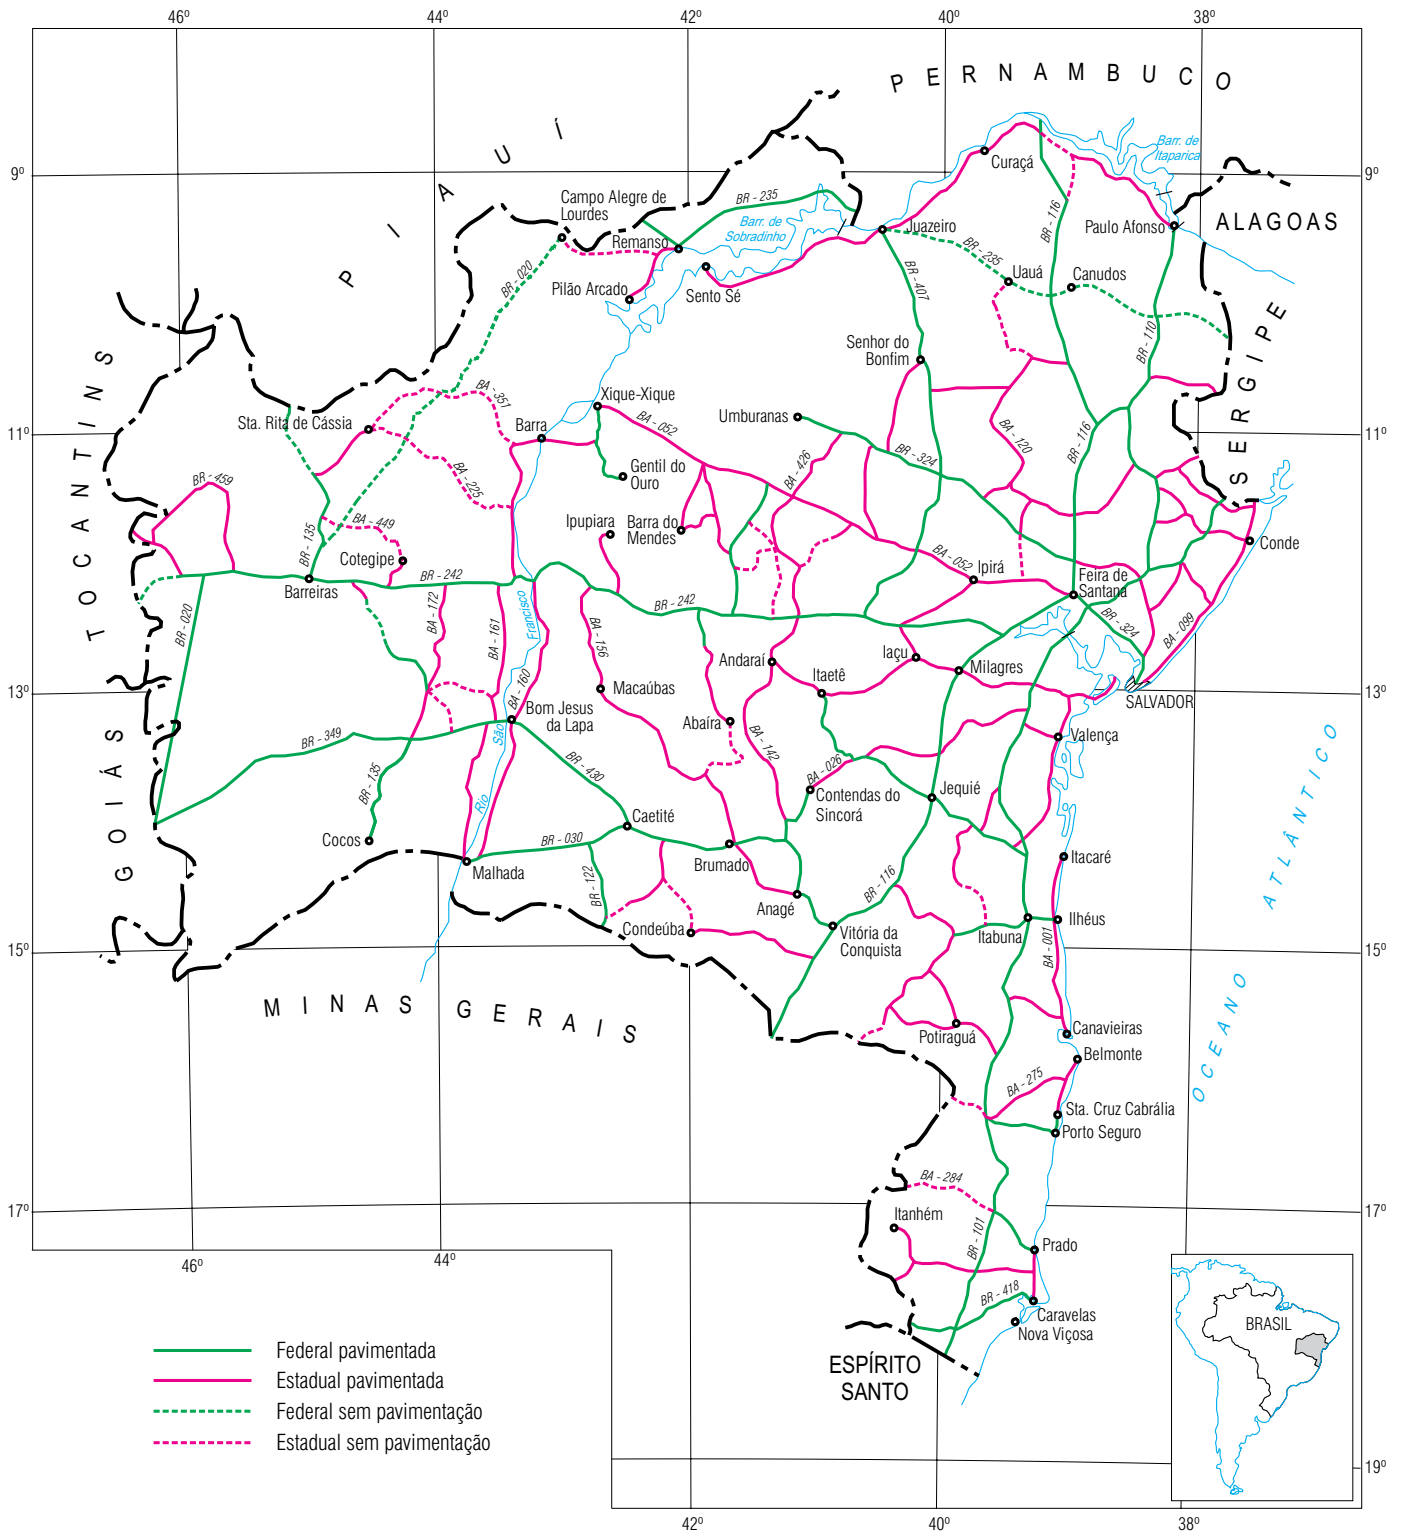 46º
44º
42º
40º
38º
PERNAMBUCO
PIAUÍ
Barr. de
Itaparica
Curaçá
9º
9º
Campo Alegre de
Lourdes
BR - 235
BR - 116
ALAGOAS
Barr. de
Sobradinho
Juazeiro
Paulo Afonso
Remanso
BR - 235
BR - 020
Uauá
Canudos
Pilão Arcado
Sento Sé
BR - 407
BR - 110
SERGIPE
Senhor do
Bonfim
TOCANTINS
BA - 351
Xique-Xique
Sta. Rita de Cássia
Barra
BA - 052
Umburanas
11º
11º
BA - 120
BR - 116
BR - 324
BA - 426
Gentil do
Ouro
BR - 459
BA - 225
Ipupiara
Barra do
Mendes
BA - 449
BR - 135
Conde
Cotegipe
BA - 052
Ipirá
BR - 242
Feira de
Santana
Barreiras
BR - 242
BR - 020
BA - 172
BA - 161
Francisco
BA - 156
BR - 324
BA - 099
Iaçu
Andaraí
Itaetê
Milagres
BA - 160
Macaúbas
13º
13º
SALVADOR
Bom Jesus
da Lapa
Abaíra
São
Valença
BR - 349
BA - 142
BR - 430
BA - 026
GOIÁS
BR - 135
Contendas do
Sincorá
Jequié
Rio
Caetité
Cocos
BR - 030
Itacaré
Malhada
Brumado
BR - 122
BR - 116
Anagé
OCEANO ATLÂNTICO
Condeúba
Vitória da
Conquista
Itabuna
Ilhéus
BA - 001
15º
15º
MINAS GERAIS
Potiraguá
Canavieiras
Belmonte
BA - 275
Sta. Cruz Cabrália
Porto Seguro
BA - 284
17º
17º
Itanhém
BR - 101
Prado
46º
44º
BR - 418
Caravelas
Nova Viçosa
BRASIL
ESPÍRITO
SANTO
Federal pavimentada
Estadual pavimentada
Federal sem pavimentação
Estadual sem pavimentação
19º
42º
40º
38º